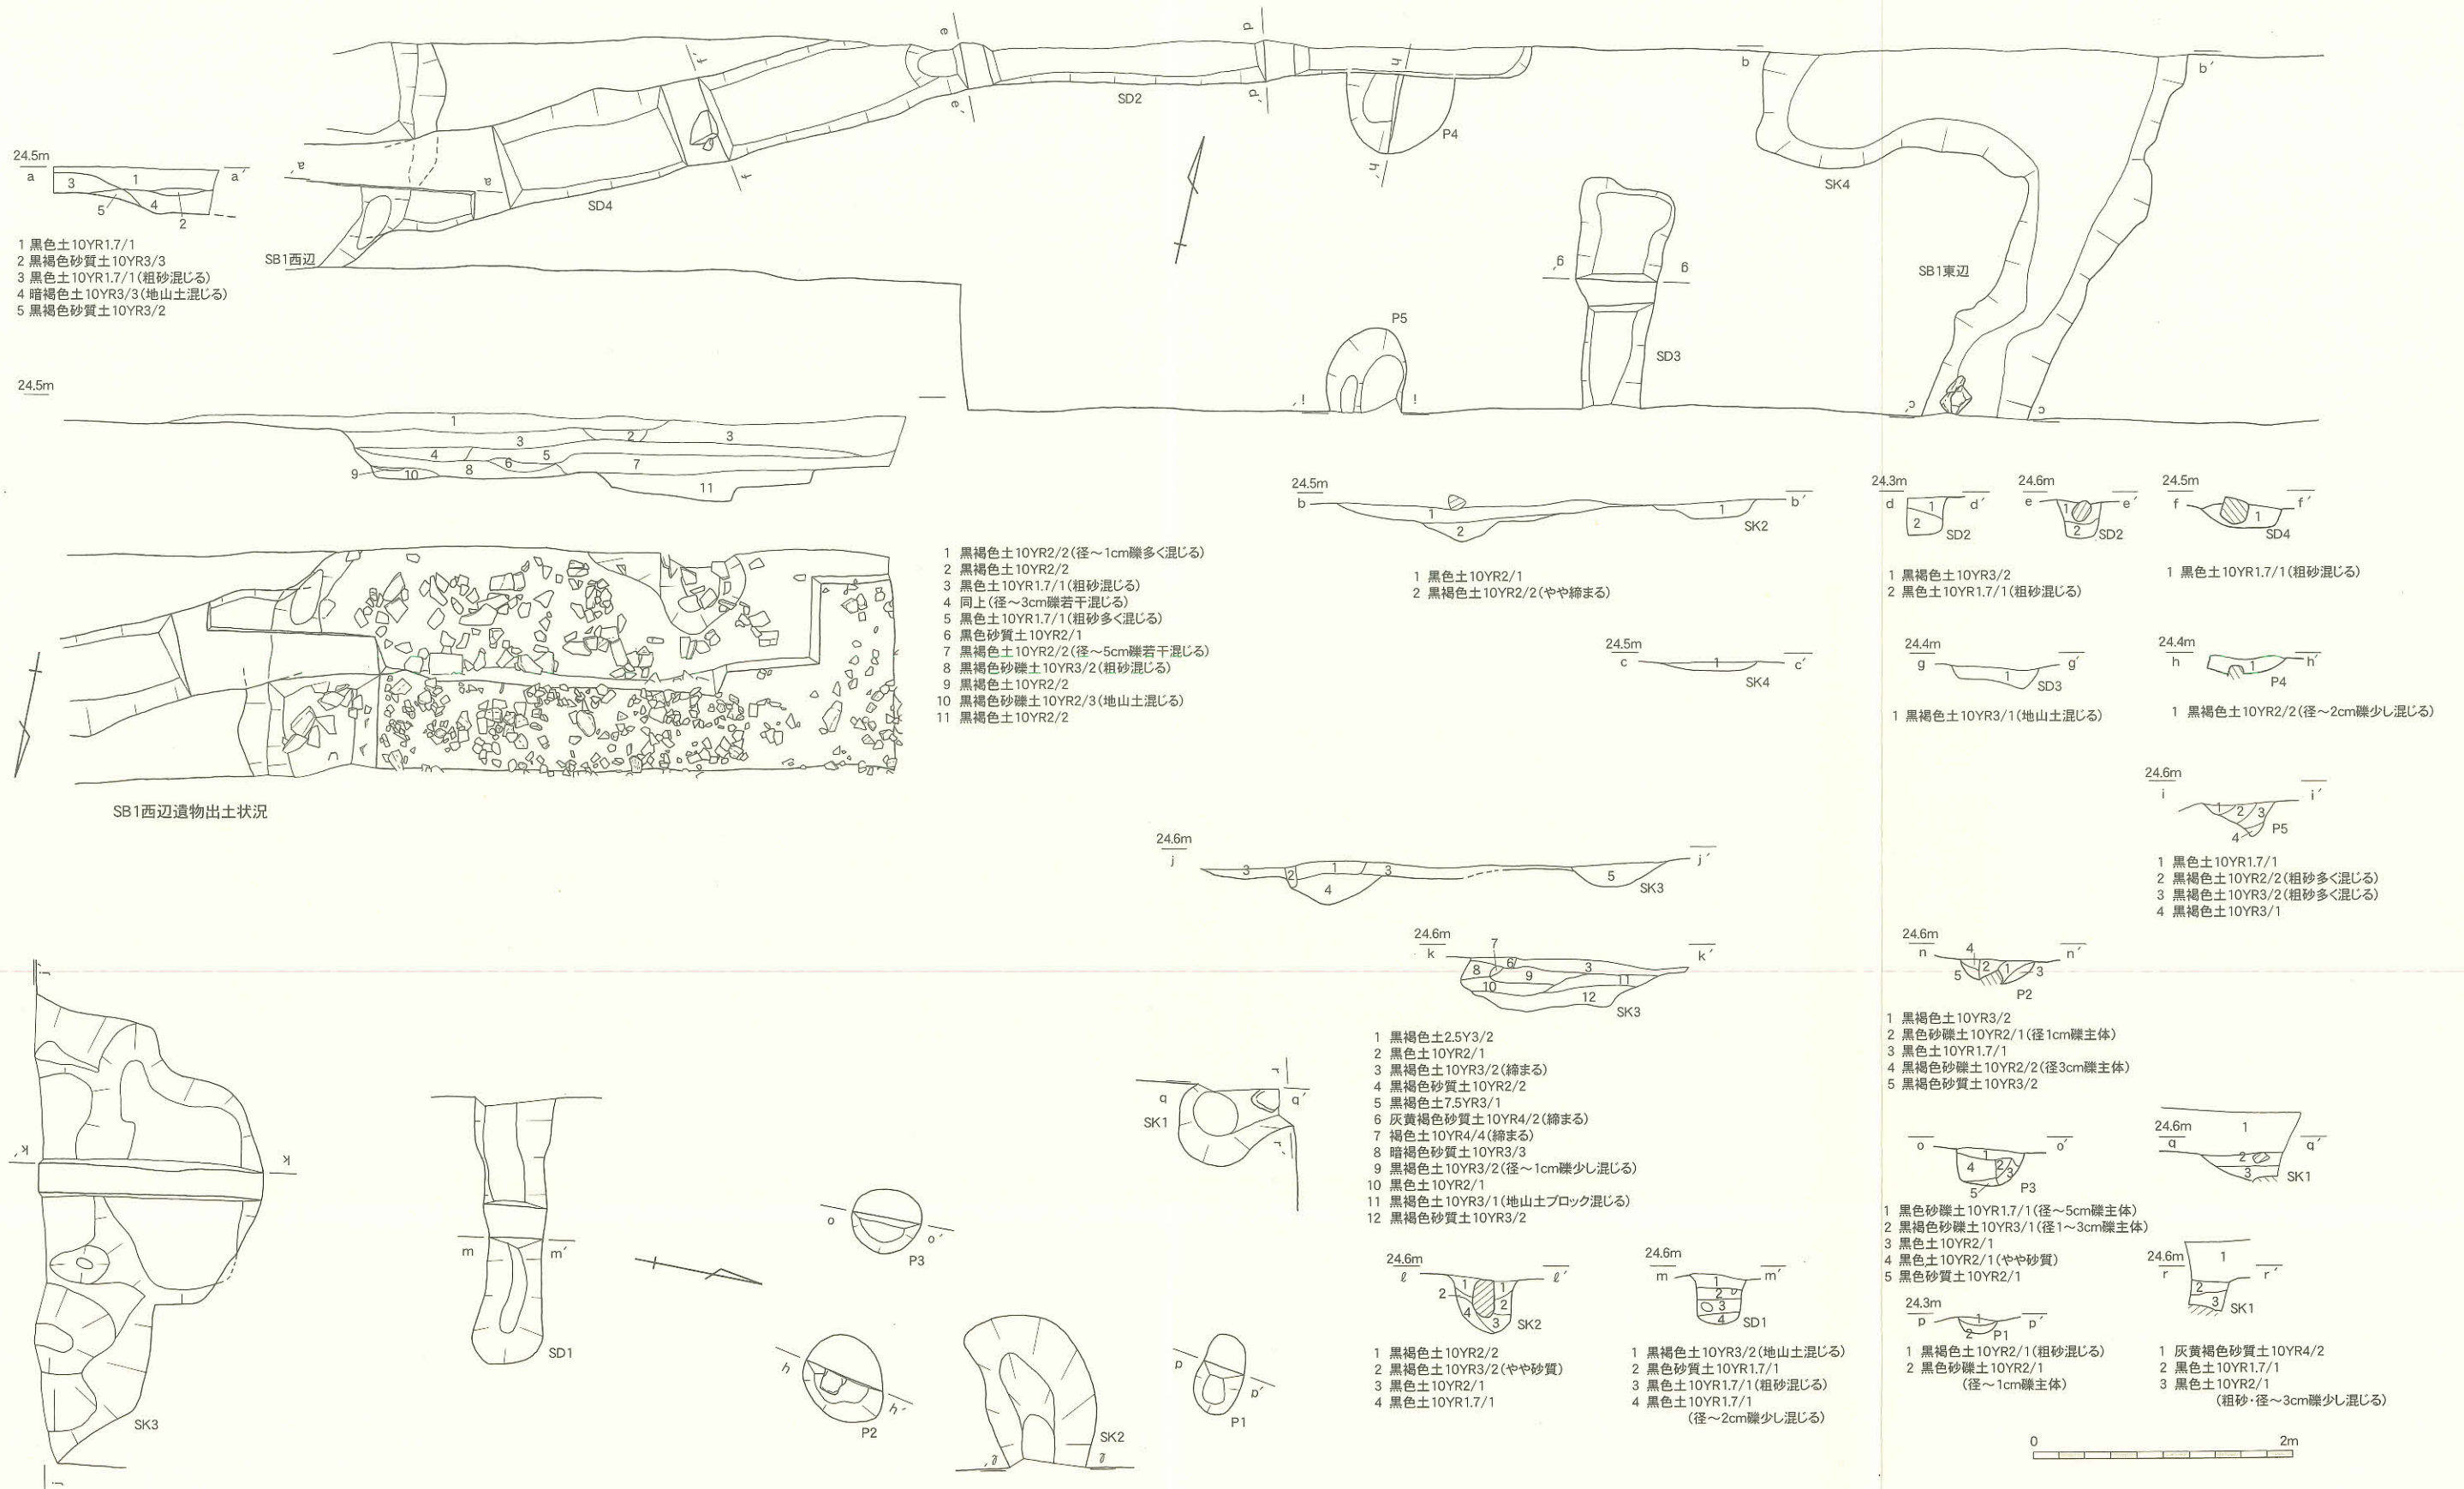 e
d
f
h
b
b′
e′
d′
SD2
P4
h′
f
SK4
24.5m
a
a′
3
1
5
4
2
a′
a
SD4
SB1西辺
1 黒色土10YR1.7/1
2 黒褐色砂質土10YR3/3
3 黒色土10YR1.7/1(粗砂混じる)
4 暗褐色土10YR3/3(地山土混じる)
5 黒褐色砂質土10YR3/2
g′
g
SB1東辺
P5
SD3
i′
i
c′
c
24.5m
1
3
2
3
4
5
6
8
7
9
10
11
1 黒褐色土10YR2/2(径～1cm礫多く混じる)
2 黒褐色土10YR2/2
3 黒色土10YR1.7/1(粗砂混じる)
4 同上(径～3cm礫若干混じる)
5 黒色土10YR1.7/1(粗砂多く混じる)
6 黒色砂質土10YR2/1
7 黒褐色土10YR2/2(径～5cm礫若干混じる)
8 黒褐色砂礫土10YR3/2(粗砂混じる)
9 黒褐色土10YR2/2
10 黒褐色砂礫土10YR2/3(地山土混じる)
11 黒褐色土10YR2/2
SB1西辺遺物出土状況
24.5m
b
b′
1
2
1
SK2
1 黒色土10YR2/1
2 黒褐色土10YR2/2(やや締まる)
24.3m
d
d′
1
2
SD2
24.6m
e
e′
1
2
SD2
1 黒褐色土10YR3/2
2 黒色土10YR1.7/1(粗砂混じる)
24.5m
f
f′
1
SD4
1 黒色土10YR1.7/1(粗砂混じる)
24.5m
c
c′
1
SK4
24.4m
g
g′
1
SD3
1 黒褐色土10YR3/1(地山土混じる)
24.4m
h
h′
1
P4
1 黒褐色土10YR2/2(径～2cm礫少し混じる)
24.6m
i
i′
1
2
3
4
P5
1 黒色土10YR1.7/1
2 黒褐色土10YR2/2(粗砂多く混じる)
3 黒褐色土10YR3/2(粗砂多く混じる)
4 黒褐色土10YR3/1
24.6m
j
j′
3
2
1
3
4
5
SK3
24.6m
k
k′
7
8
6
9
3
10
11
12
SK3
1 黒褐色土2.5Y3/2
2 黒色土10YR2/1
3 黒褐色土10YR3/2(締まる)
4 黒褐色砂質土10YR2/2
5 黒褐色土7.5YR3/1
6 灰黄褐色砂質土10YR4/2(締まる)
7 褐色土10YR4/4(締まる)
8 暗褐色砂質土10YR3/3
9 黒褐色土10YR3/2(径～1cm礫少し混じる)
10 黒色土10YR2/1
11 黒褐色土10YR3/1(地山土ブロック混じる)
12 黒褐色砂質土10YR3/2
24.6m
n
n′
4
5
2
1
3
P2
1 黒褐色土10YR3/2
2 黒色砂礫土10YR2/1(径1cm礫主体)
3 黒色土10YR1.7/1
4 黒褐色砂礫土10YR2/2(径3cm礫主体)
5 黒褐色砂質土10YR3/2
o
o′
1
4
2
3
5
P3
1 黒色砂礫土10YR1.7/1(径～5cm礫主体)
2 黒褐色砂礫土10YR3/1(径1～3cm礫主体)
3 黒色土10YR2/1
4 黒色土10YR2/1(やや砂質)
5 黒色砂質土10YR2/1
24.6m
q
q′
1
2
3
SK1
24.6m
r
r′
1
2
3
SK1
1 灰黄褐色砂質土10YR4/2
2 黒色土10YR1.7/1
3 黒色土10YR2/1
(粗砂・径～3cm礫少し混じる)
24.3m
p
p′
1
2
P1
1 黒褐色土10YR2/1(粗砂混じる)
2 黒色砂礫土10YR2/1
(径～1cm礫主体)
24.6m
ℓ
ℓ′
1
1
2
2
4
3
SK2
1 黒褐色土10YR2/2
2 黒褐色土10YR3/2(やや砂質)
3 黒色土10YR2/1
4 黒色土10YR1.7/1
24.6m
m
m′
1
2
3
4
SD1
1 黒褐色土10YR3/2(地山土混じる)
2 黒色砂質土10YR1.7/1
3 黒色土10YR1.7/1(粗砂混じる)
4 黒色土10YR1.7/1
(径～2cm礫少し混じる)
j
k′
k
SK3
j
m
m′
SD1
o
o′
P3
h
h′
P2
ℓ′
ℓ
SK2
p
p′
P1
q
q′
r
r′
SK1
0
2m